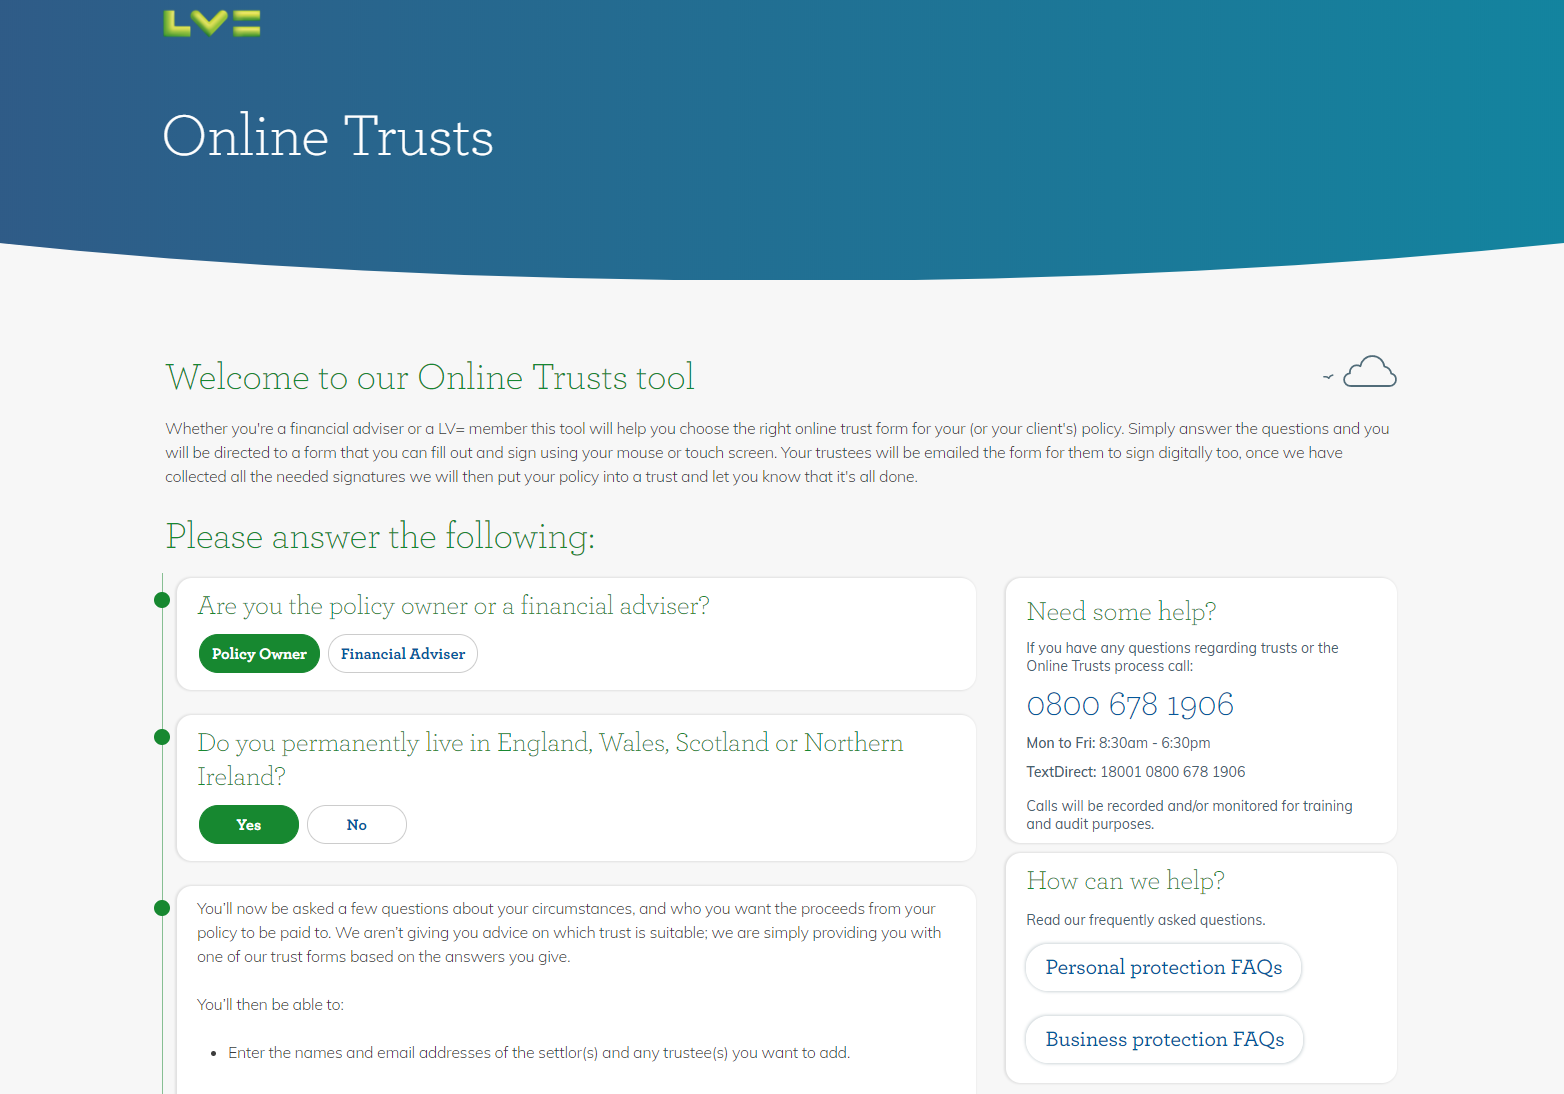 LV=
Online Trusts
Welcome to our Online Trusts tool
Whether you're a financial adviser or a LV= member this tool will help you choose the right online trust form for your (or your client's) policy. Simply answer the questions and you
will be directed to a form that you can fill out and sign using your mouse or touch screen. Your trustees will be emailed the form for them to sign digitally too, once we have
collected all the needed signatures we will then put your policy into a trust and let you know that it's all done.
Please answer the following:
Are you the policy owner or a financial adviser?
Policy Owner
Financial Adviser
Do you permanently live in England, Wales, Scotland or Northern
Ireland?
Yes
No
You’ll now be asked a few questions about your circumstances, and who you want the proceeds from your
policy to be paid to. We aren’t giving you advice on which trust is suitable; we are simply providing you with
one of our trust forms based on the answers you give.
You’ll then be able to:
• Enter the names and email addresses of the settlor(s) and any trustee(s) you want to add.
Need some help?
If you have any questions regarding trusts or the
Online Trusts process call:
0800 678 1906
Mon to Fri: 8:30am - 6:30pm
TextDirect: 18001 0800 678 1906
Calls will be recorded and/or monitored for training
and audit purposes.
How can we help?
Read our frequently asked questions.
Personal protection FAQs
Business protection FAQs